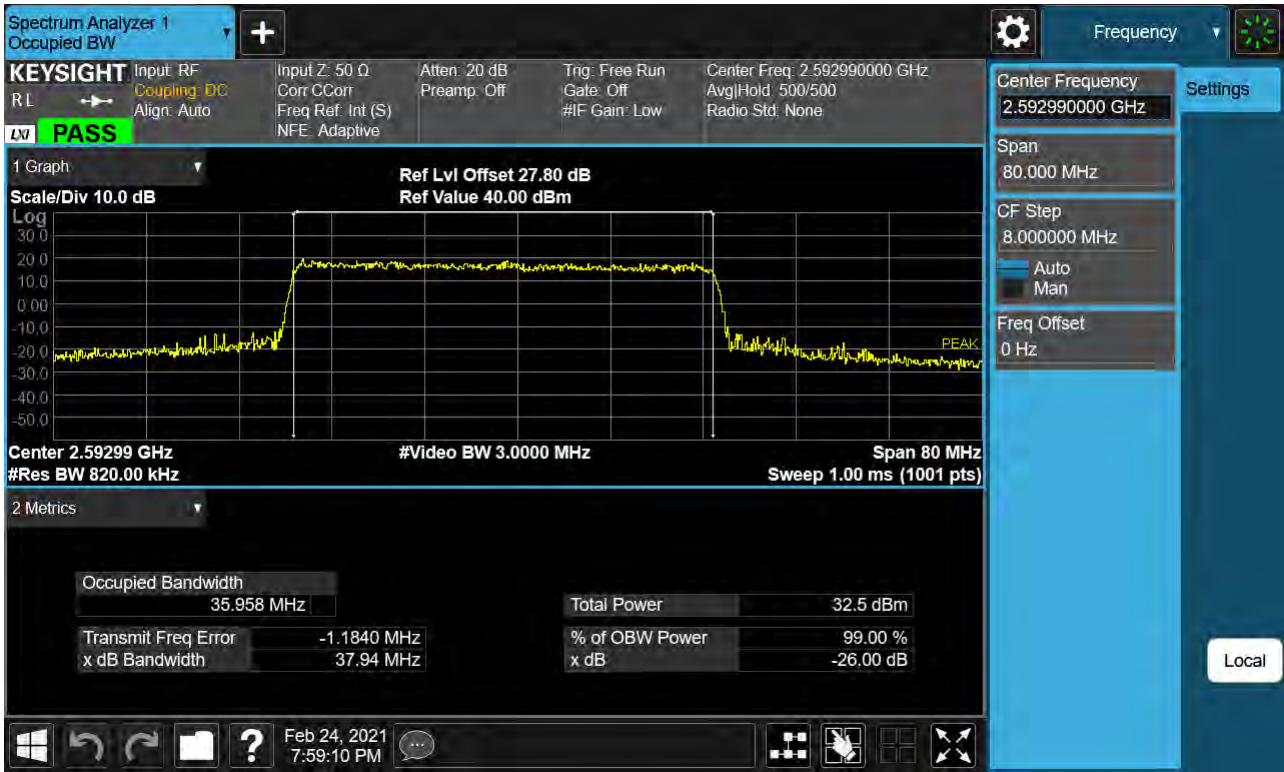 Spectrum Analyzer 1
Occupied BW
+
Frequency
KEYSIGHT
RL
LXI PASS
Input: RF
Coupling: DC
Align: Auto
Input Z: 50 Ω
Corr CCorr
Freq Ref: Int (S)
NFE: Adaptive
Atten: 20 dB
Preamp: Off
Trig: Free Run
Gate: Off
#IF Gain: Low
Center Freq: 2.592990000 GHz
Avg|Hold: 500/500
Radio Std: None
Center Frequency
2.592990000 GHz
Settings
Span
80.000 MHz
CF Step
8.000000 MHz
Auto
Man
Freq Offset
0 Hz
1 Graph
Scale/Div 10.0 dB
Ref Lvl Offset 27.80 dB
Ref Value 40.00 dBm
Log
30.0
20.0
10.0
0.00
-10.0
-20.0
-30.0
-40.0
-50.0
PEAK
Center 2.59299 GHz
#Video BW 3.0000 MHz
Span 80 MHz
#Res BW 820.00 kHz
Sweep 1.00 ms (1001 pts)
2 Metrics
Occupied Bandwidth
35.958 MHz
Total Power 32.5 dBm
Transmit Freq Error -1.1840 MHz
% of OBW Power 99.00 %
x dB Bandwidth 37.94 MHz
x dB -26.00 dB
Local
?
Feb 24, 2021
7:59:10 PM